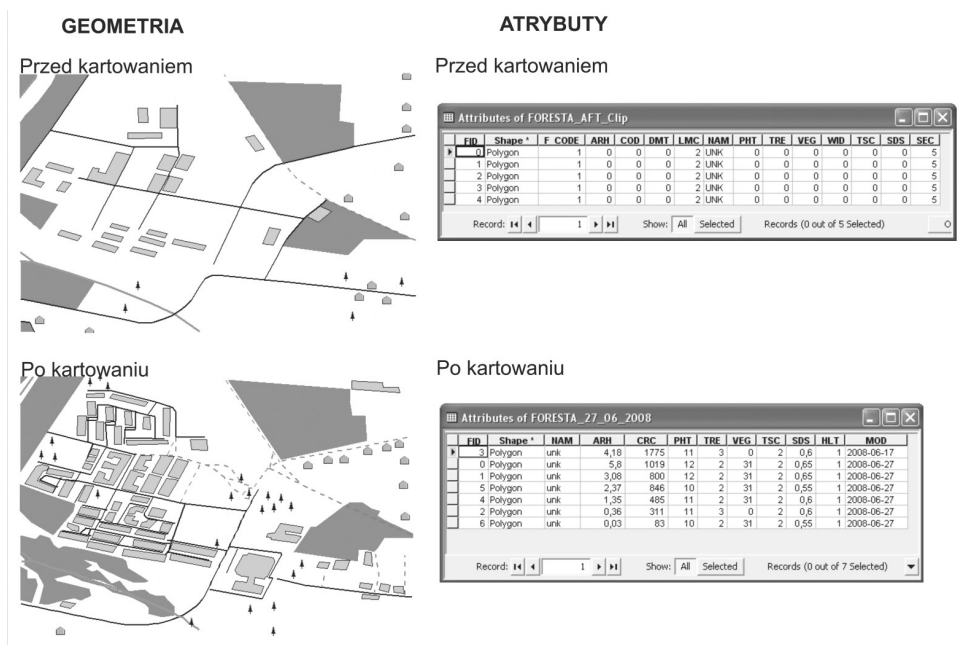 GEOMETRIA
ATRYBUTY
Przed kartowaniem
Przed kartowaniem
Attributes of FORESTA_AFT_Clip
FID Shape * F_CODE ARH COD DMT LMC NAM PHT TRE VEG WID TSC SDS SEC
0 Polygon 1 0 0 0 2 UNK 0 0 0 0 0 0 5
1 Polygon 1 0 0 0 2 UNK 0 0 0 0 0 0 5
2 Polygon 1 0 0 0 2 UNK 0 0 0 0 0 0 5
3 Polygon 1 0 0 0 2 UNK 0 0 0 0 0 0 5
4 Polygon 1 0 0 0 2 UNK 0 0 0 0 0 0 5
Record: 1 Show: All Selected Records (0 out of 5 Selected) O
Po kartowaniu
Po kartowaniu
Attributes of FORESTA_27_06_2008
FID Shape * NAM ARH CRC PHT TRE VEG TSC SDS HLT MOD
3 Polygon unk 4,18 1775 11 3 0 2 0,6 1 2008-06-17
0 Polygon unk 5,8 1019 12 2 31 2 0,65 1 2008-06-27
1 Polygon unk 3,08 800 12 2 31 2 0,65 1 2008-06-27
5 Polygon unk 2,37 846 10 2 31 2 0,55 1 2008-06-27
4 Polygon unk 1,35 485 11 2 31 2 0,6 1 2008-06-27
2 Polygon unk 0,36 311 11 3 0 2 0,6 1 2008-06-27
6 Polygon unk 0,03 83 10 2 31 2 0,55 1 2008-06-27
Record: 1 Show: All Selected Records (0 out of 7 Selected)